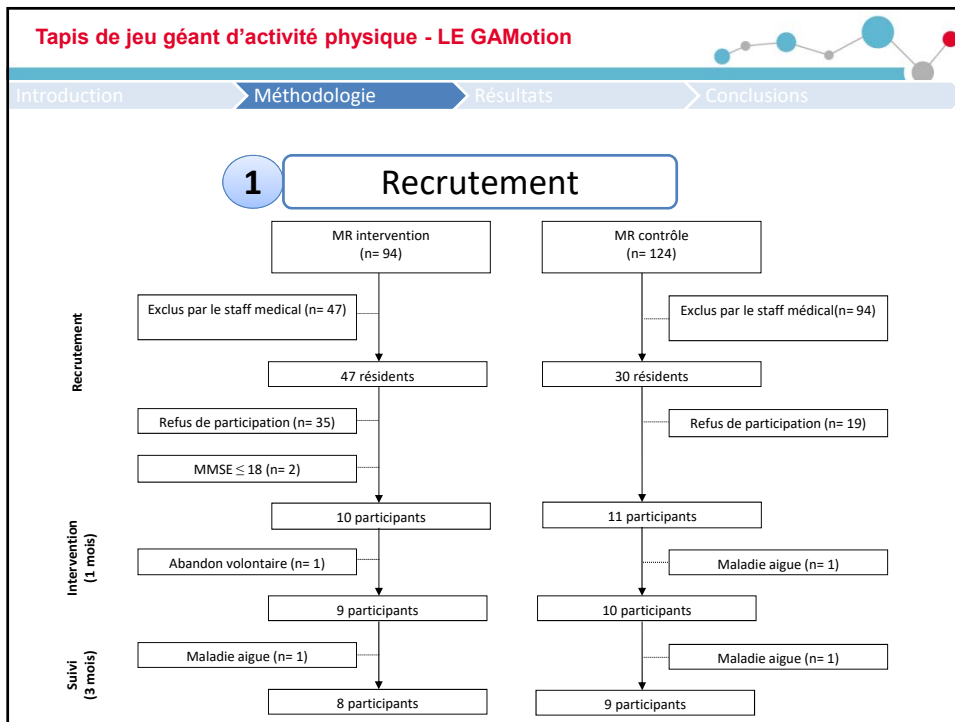 Tapis de jeu géant d’activité physique - LE GAMotion
Introduction
Méthodologie
Résultats
Conclusions
1
Recrutement
MR intervention
(n= 94)
MR contrôle
(n= 124)
Recrutement
Exclus par le staff medical (n= 47)
Exclus par le staff médical(n= 94)
47 résidents
30 résidents
Refus de participation (n= 35)
Refus de participation (n= 19)
MMSE ≤ 18 (n= 2)
10 participants
11 participants
Intervention
(1 mois)
Abandon volontaire (n= 1)
Maladie aigue (n= 1)
9 participants
10 participants
Suivi
(3 mois)
Maladie aigue (n= 1)
Maladie aigue (n= 1)
8 participants
9 participants